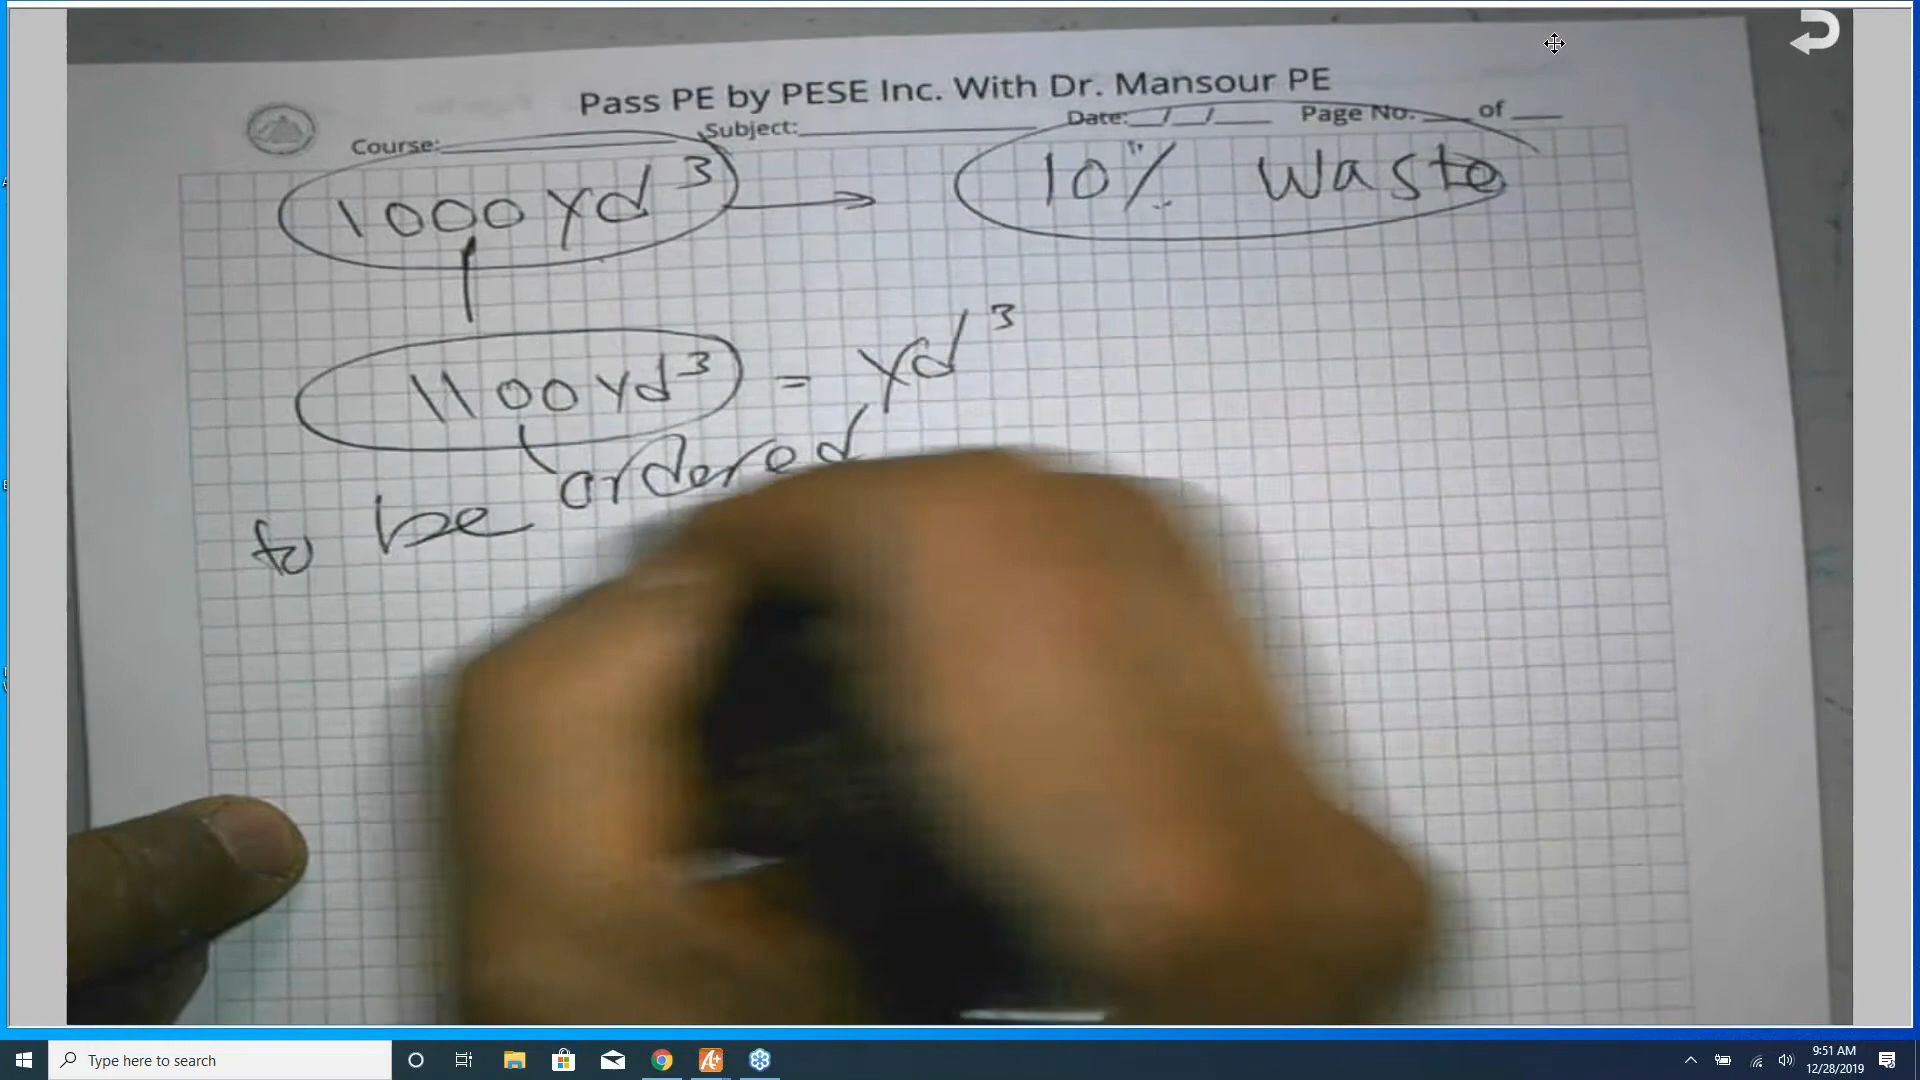 Pass PE by PESE Inc. With Dr. Mansour PE
Course: Subject: Date: / / Page No. of
1000 yd³ → 10% Waste
1100 yd³ = yd³
to be ordered
Type here to search
9:51 AM
12/28/2019